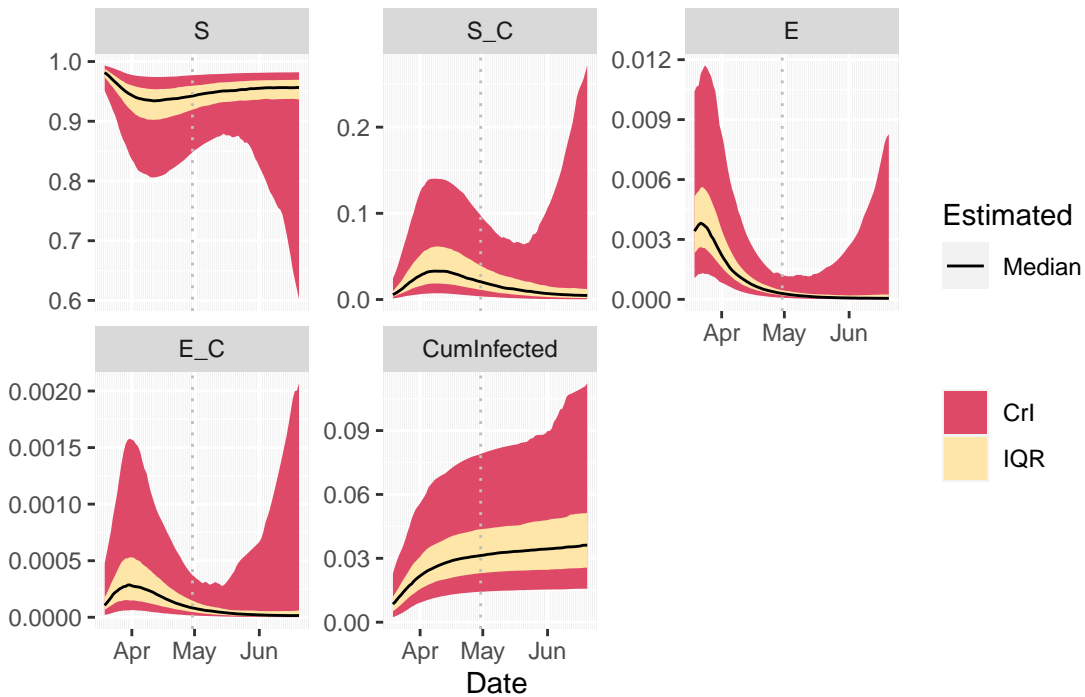 S
S_C
E
1.0
0.9
0.8
0.7
0.6
0.2
0.1
0.0
0.012
0.009
0.006
0.003
0.000
Apr May Jun
E_C
CumInfected
0.0020
0.0015
0.0010
0.0005
0.0000
0.09
0.06
0.03
0.00
Apr May Jun
Apr May Jun
Date
Estimated
Median
CrI
IQR